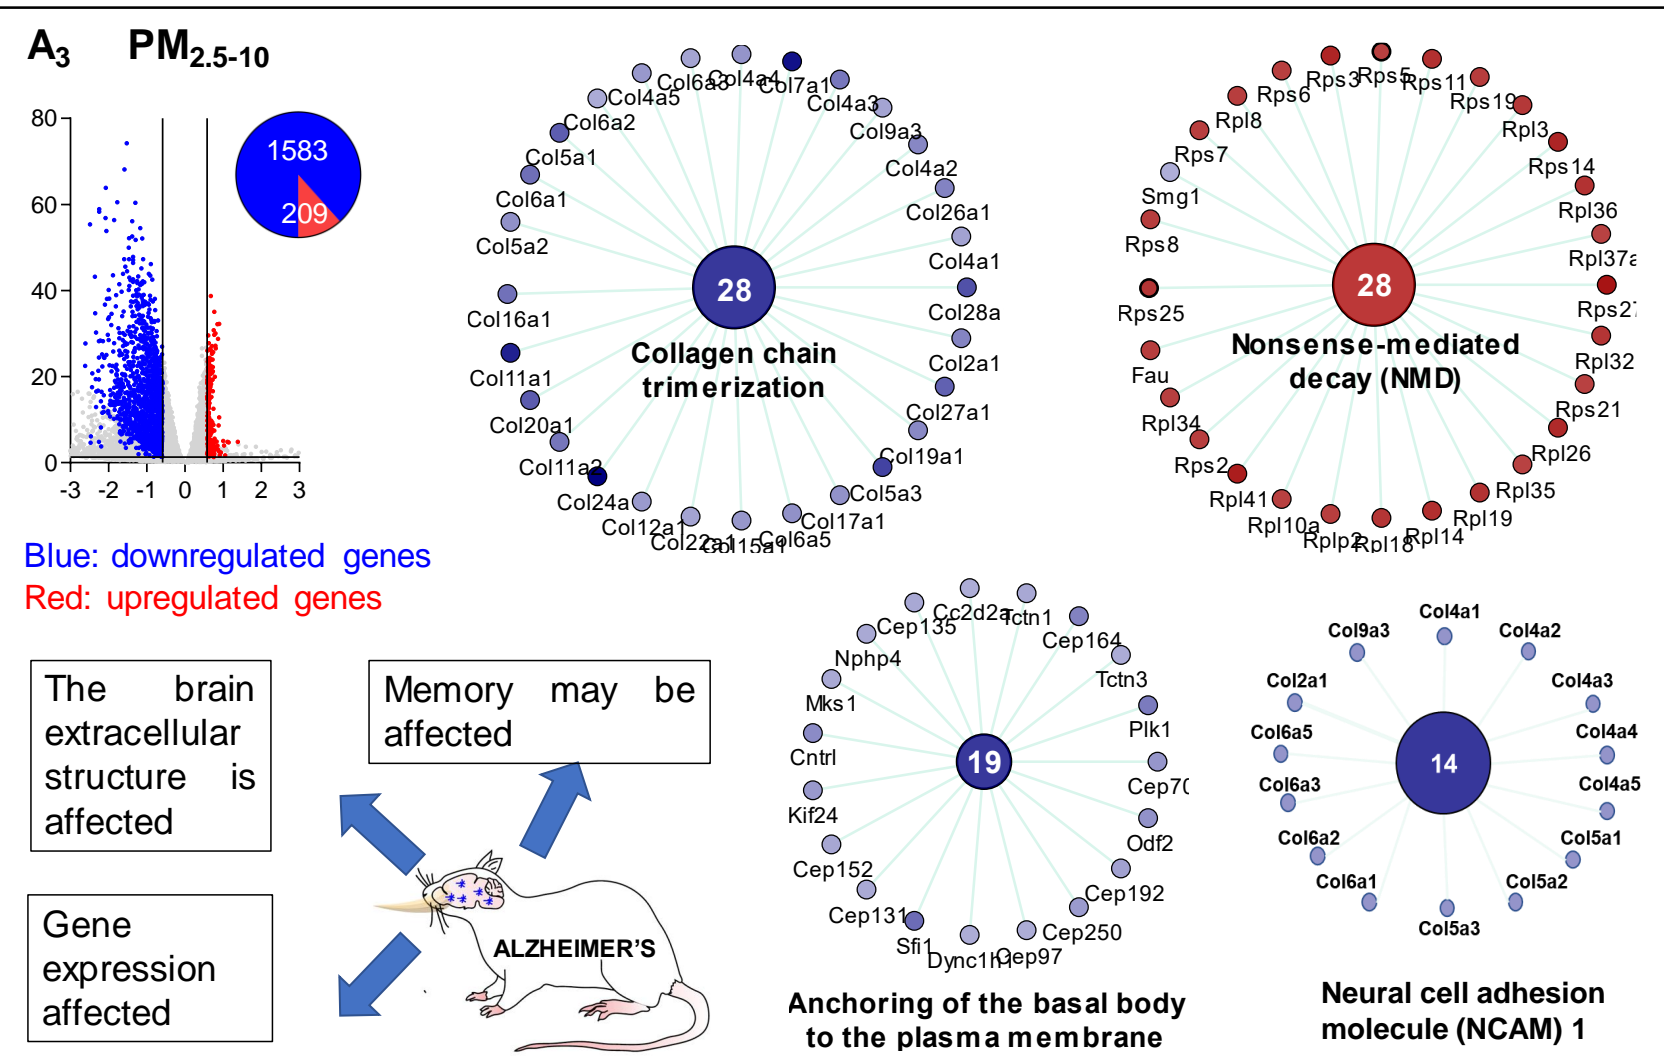 A3 PM2.5-10
80
60
40
20
0
-3 -2 -1 0 1 2 3
1583
209
Blue: downregulated genes
Red: upregulated genes
Col4a4
Col7a1
Col4a3
Col9a3
Col4a2
Col26a1
Col4a1
Col28a
Col2a1
Col27a1
Col19a1
Col5a3
Col17a1
Col6a5
Col15a1
Col22a1
Col12a1
Col24a
Col11a2
Col20a1
Col11a1
Col16a1
Col5a2
Col6a1
Col5a1
Col6a2
Col4a5
Col6a3
28
Collagen chain
trimerization
Rps5
Rps11
Rps19
Rpl3
Rps14
Rpl36
Rpl37a
Rps27
Rpl32
Rps21
Rpl26
Rpl35
Rpl19
Rpl14
Rpl18
Rplp2
Rpl10a
Rpl41
Rps2
Rpl34
Fau
Rps25
Rps8
Smg1
Rps7
Rpl8
Rps6
Rps3
28
Nonsense-mediated
decay (NMD)
The brain
extracellular
structure is
affected
Memory may be
affected
Gene
expression
affected
ALZHEIMER'S
Cc2d2a
Tctn1
Cep164
Tctn3
Plk1
Cep70
Odf2
Cep192
Cep250
Cep97
Dync1h1
Sfi1
Cep131
Cep152
Kif24
Cntrl
Mks1
Nphp4
Cep135
19
Anchoring of the basal body
to the plasma membrane
Col4a1
Col4a2
Col4a3
Col4a4
Col4a5
Col5a1
Col5a2
Col5a3
Col6a1
Col6a2
Col6a3
Col6a5
Col2a1
Col9a3
14
Neural cell adhesion
molecule (NCAM) 1